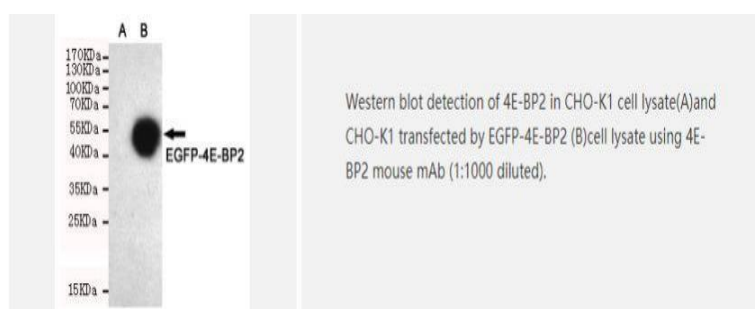 A B
170KDa
130KDa
100KDa
70KDa
55KDa
40KDa
EGFP-4E-BP2
35KDa
25KDa
15KDa
Western blot detection of 4E-BP2 in CHO-K1 cell lysate(A)and
CHO-K1 transfected by EGFP-4E-BP2 (B)cell lysate using 4E-
BP2 mouse mAb (1:1000 diluted).